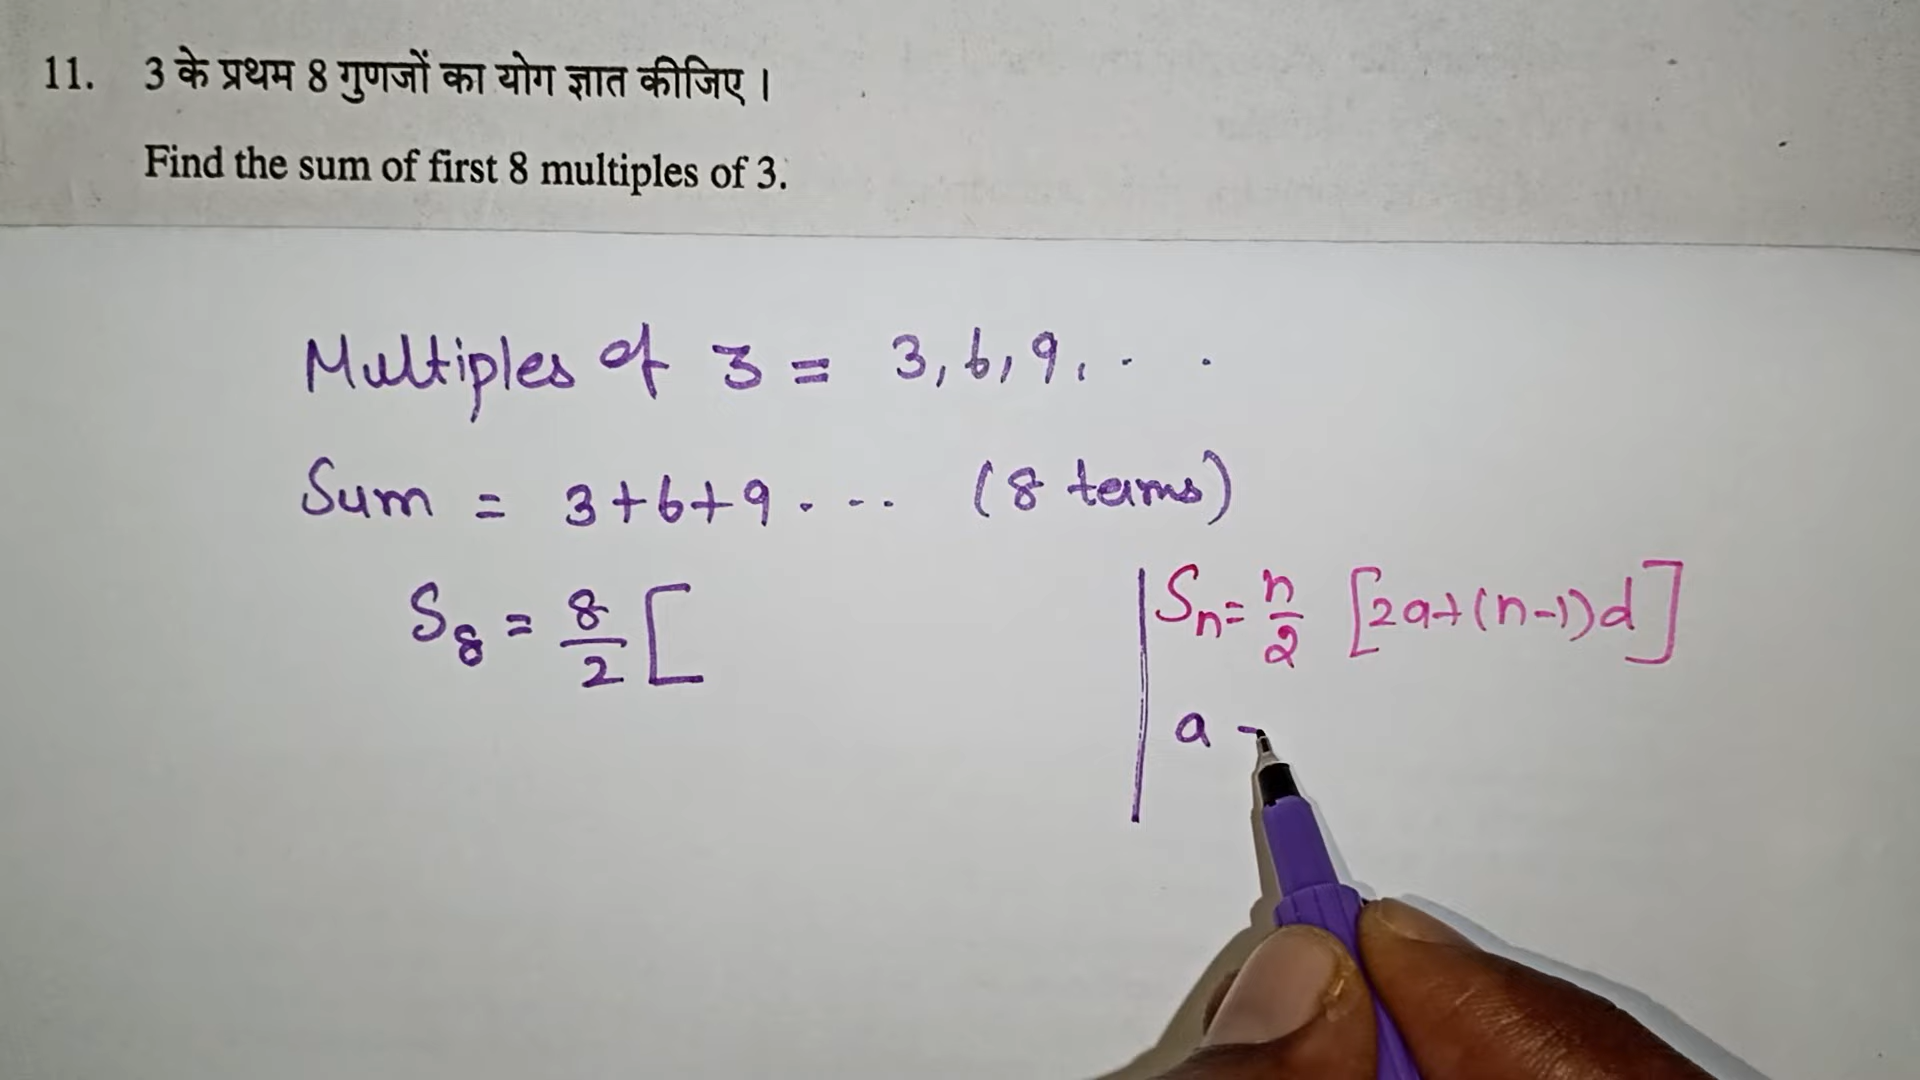 11. 3 के प्रथम 8 गुणजों का योग ज्ञात कीजिए ।
Find the sum of first 8 multiples of 3.
Multiples of 3 = 3, 6, 9, . .
Sum = 3+6+9 . . . . (8 terms)
S₈ = 8/2 [
Sₙ = n/2 [2a+(n-1)d]
a -